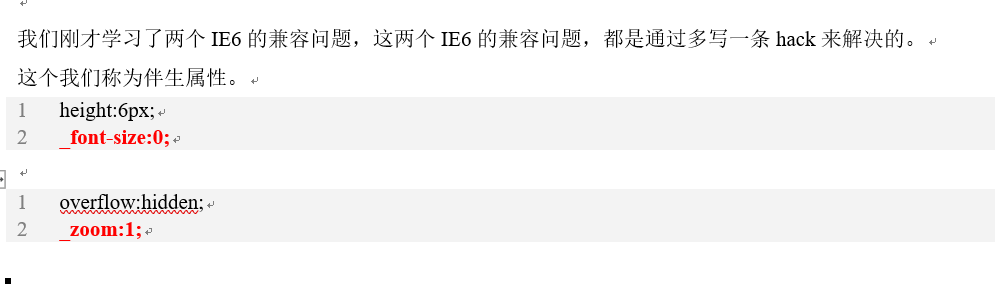 我们刚才学习了两个 IE6 的兼容问题，这两个 IE6 的兼容问题，都是通过多写一条 hack 来解决的。
这个我们称为伴生属性。
1 height:6px;
2 _font-size:0;
1 overflow:hidden;
2 _zoom:1;